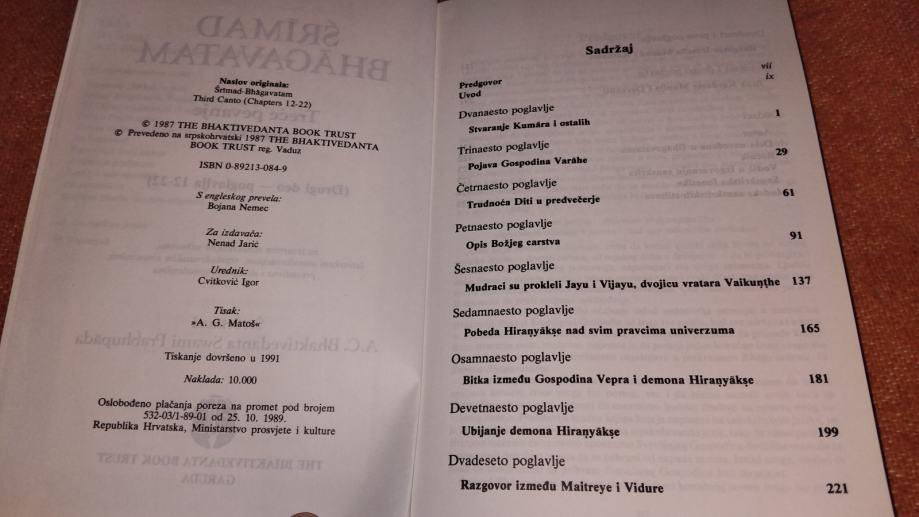 Naslov originala:
Śrimad-Bhāgavatam
Third Canto (Chapters 12-22)
© 1987 THE BHAKTIVEDANTA BOOK TRUST
© Prevedeno na srpskohrvatski 1987 THE BHAKTIVEDANTA
BOOK TRUST reg. Vaduz
ISBN 0-89213-084-9
S engleskog prevela:
Bojana Nemec
Za izdavača:
Nenad Jarić
Urednik:
Cvitković Igor
Tisak:
»A. G. Matoš«
Tiskanje dovršeno u 1991
Naklada: 10.000
Oslobođeno plačanja poreza na promet pod brojem
532-03/1-89-01 od 25. 10. 1989.
Republika Hrvatska, Ministarstvo prosvjete i kulture
Sadržaj
Predgovor vii
Uvod ix
Dvanaesto poglavlje
Stvaranje Kumāra i ostalih 1
Trinaesto poglavlje
Pojava Gospodina Varāhe 29
Četrnaesto poglavlje
Trudnoća Diti u predvečerje 61
Petnaesto poglavlje
Opis Božjeg carstva 91
Šesnaesto poglavlje
Mudraci su prokleli Jayu i Vijayu, dvojicu vratara Vaikuṇṭhe 137
Sedamnaesto poglavlje
Pobeda Hiraṇyākṣe nad svim pravcima univerzuma 165
Osamnaesto poglavlje
Bitka između Gospodina Vepra i demona Hiraṇyākṣe 181
Devetnaesto poglavlje
Ubijanje demona Hiraṇyākṣe 199
Dvadeseto poglavlje
Razgovor između Maitreye i Vidure 221